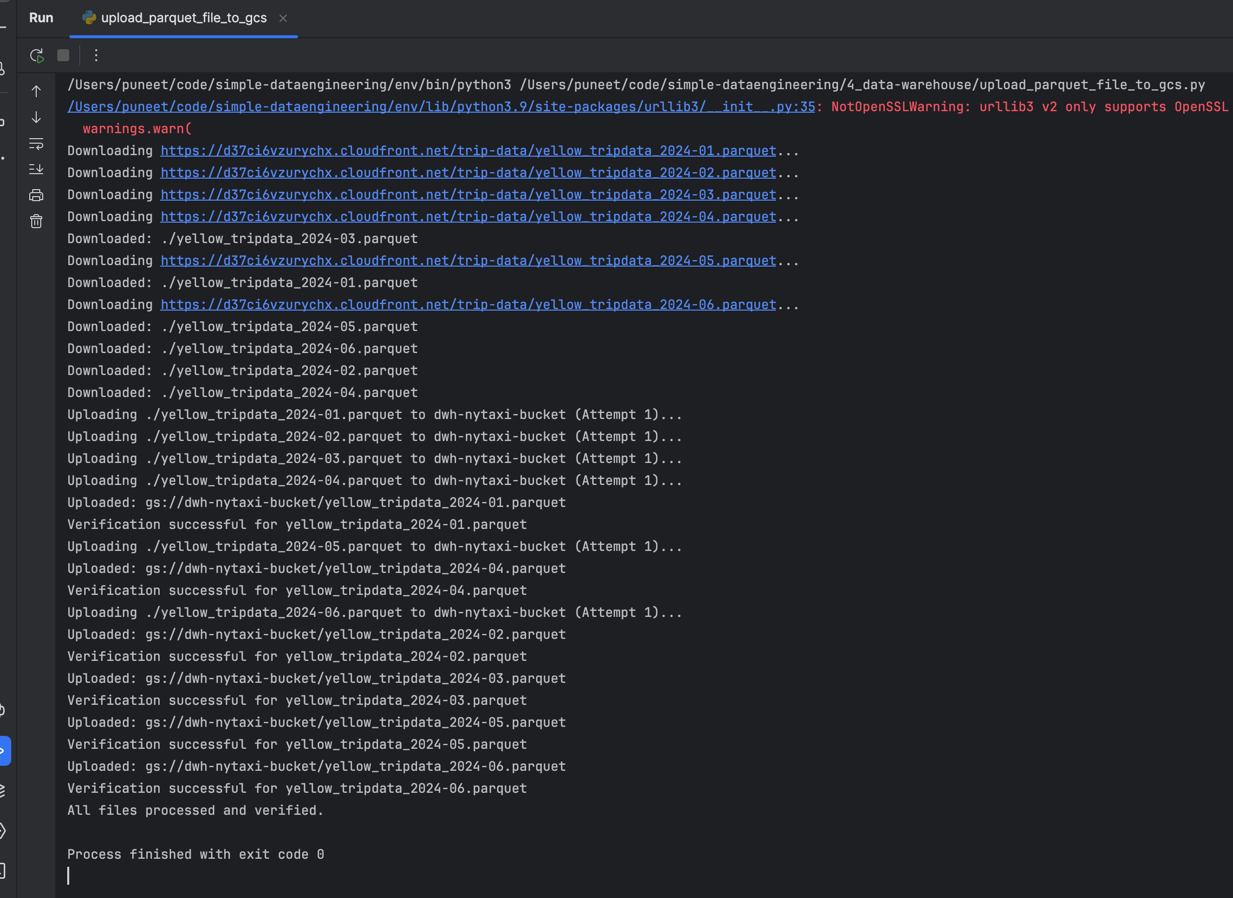 Run upload_parquet_file_to_gcs
/Users/puneet/code/simple-dataengineering/env/bin/python3 /Users/puneet/code/simple-dataengineering/4_data-warehouse/upload_parquet_file_to_gcs.py
/Users/puneet/code/simple-dataengineering/env/lib/python3.9/site-packages/urllib3/__init__.py:35: NotOpenSSLWarning: urllib3 v2 only supports OpenSSL
  warnings.warn(
Downloading https://d37ci6vzurychx.cloudfront.net/trip-data/yellow_tripdata_2024-01.parquet...
Downloading https://d37ci6vzurychx.cloudfront.net/trip-data/yellow_tripdata_2024-02.parquet...
Downloading https://d37ci6vzurychx.cloudfront.net/trip-data/yellow_tripdata_2024-03.parquet...
Downloading https://d37ci6vzurychx.cloudfront.net/trip-data/yellow_tripdata_2024-04.parquet...
Downloaded: ./yellow_tripdata_2024-03.parquet
Downloading https://d37ci6vzurychx.cloudfront.net/trip-data/yellow_tripdata_2024-05.parquet...
Downloaded: ./yellow_tripdata_2024-01.parquet
Downloading https://d37ci6vzurychx.cloudfront.net/trip-data/yellow_tripdata_2024-06.parquet...
Downloaded: ./yellow_tripdata_2024-05.parquet
Downloaded: ./yellow_tripdata_2024-06.parquet
Downloaded: ./yellow_tripdata_2024-02.parquet
Downloaded: ./yellow_tripdata_2024-04.parquet
Uploading ./yellow_tripdata_2024-01.parquet to dwh-nytaxi-bucket (Attempt 1)...
Uploading ./yellow_tripdata_2024-02.parquet to dwh-nytaxi-bucket (Attempt 1)...
Uploading ./yellow_tripdata_2024-03.parquet to dwh-nytaxi-bucket (Attempt 1)...
Uploading ./yellow_tripdata_2024-04.parquet to dwh-nytaxi-bucket (Attempt 1)...
Uploaded: gs://dwh-nytaxi-bucket/yellow_tripdata_2024-01.parquet
Verification successful for yellow_tripdata_2024-01.parquet
Uploading ./yellow_tripdata_2024-05.parquet to dwh-nytaxi-bucket (Attempt 1)...
Uploaded: gs://dwh-nytaxi-bucket/yellow_tripdata_2024-04.parquet
Verification successful for yellow_tripdata_2024-04.parquet
Uploading ./yellow_tripdata_2024-06.parquet to dwh-nytaxi-bucket (Attempt 1)...
Uploaded: gs://dwh-nytaxi-bucket/yellow_tripdata_2024-02.parquet
Verification successful for yellow_tripdata_2024-02.parquet
Uploaded: gs://dwh-nytaxi-bucket/yellow_tripdata_2024-03.parquet
Verification successful for yellow_tripdata_2024-03.parquet
Uploaded: gs://dwh-nytaxi-bucket/yellow_tripdata_2024-05.parquet
Verification successful for yellow_tripdata_2024-05.parquet
Uploaded: gs://dwh-nytaxi-bucket/yellow_tripdata_2024-06.parquet
Verification successful for yellow_tripdata_2024-06.parquet
All files processed and verified.
Process finished with exit code 0